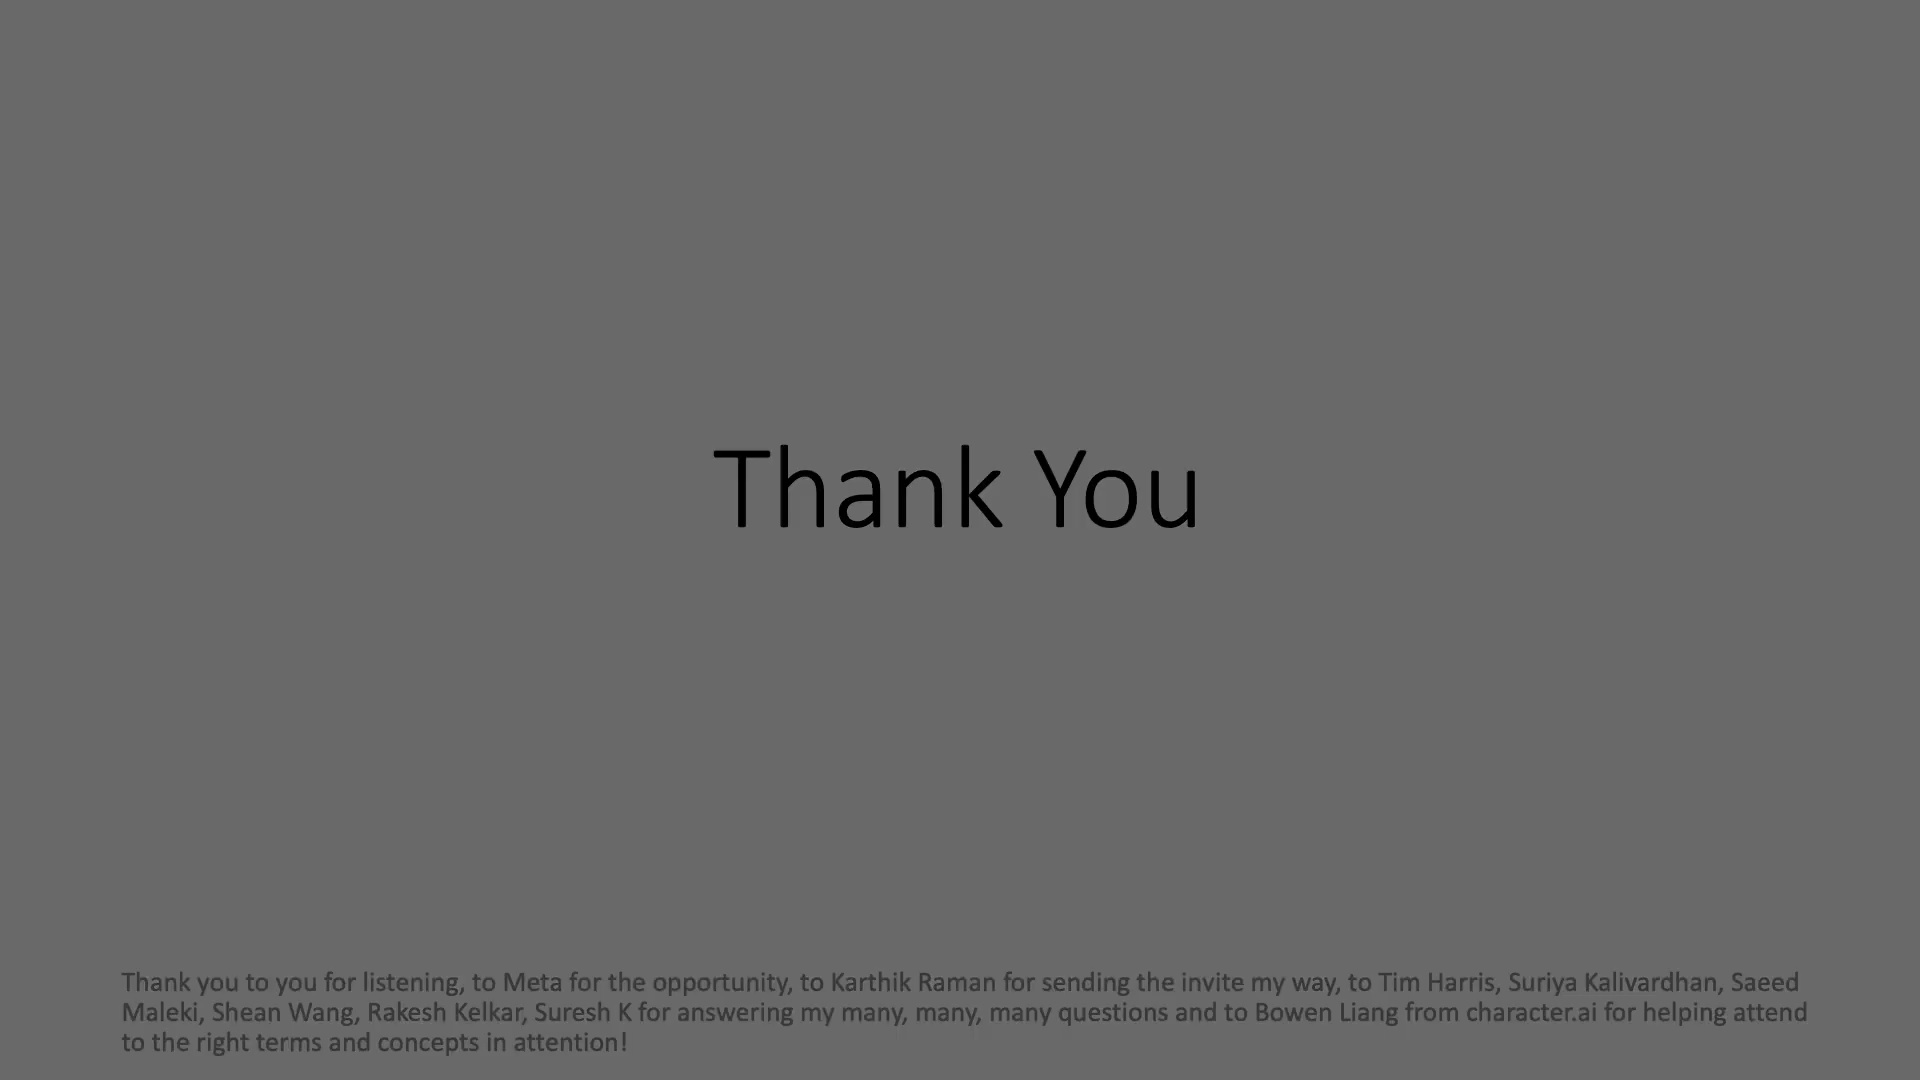 Thank You
Thank you to you for listening, to Meta for the opportunity, to Karthik Raman for sending the invite my way, to Tim Harris, Suriya Kalivardhan, Saeed
Maleki, Shean Wang, Rakesh Kelkar, Suresh K for answering my many, many, many questions and to Bowen Liang from character.ai for helping attend
to the right terms and concepts in attention!